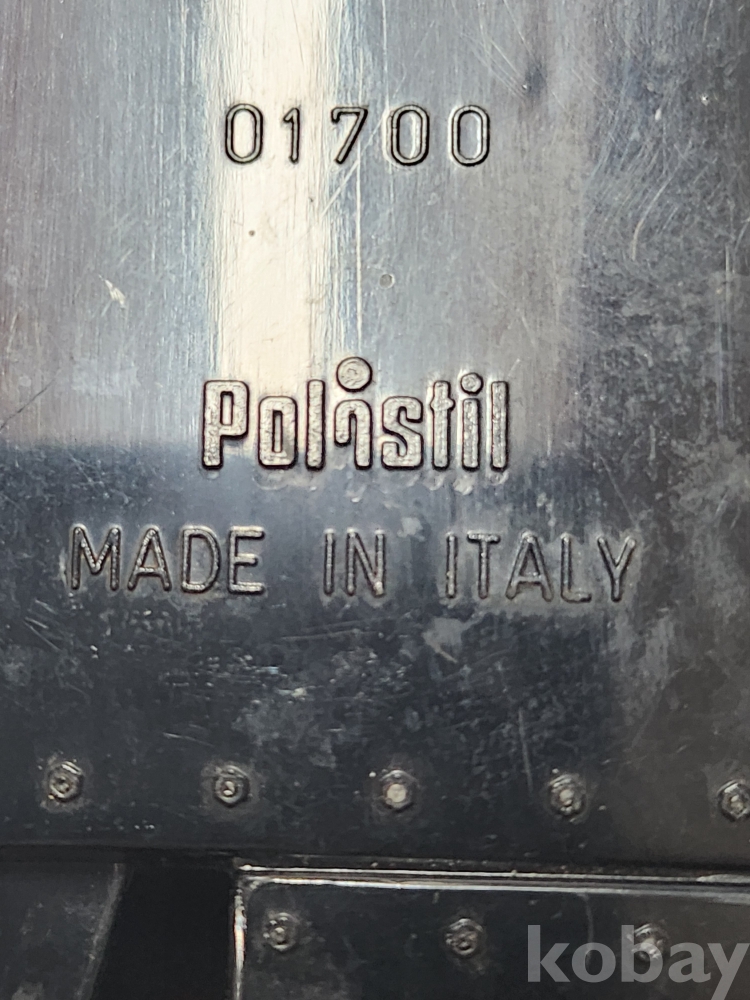 01700
Polistil
MADE IN ITALY
kobay